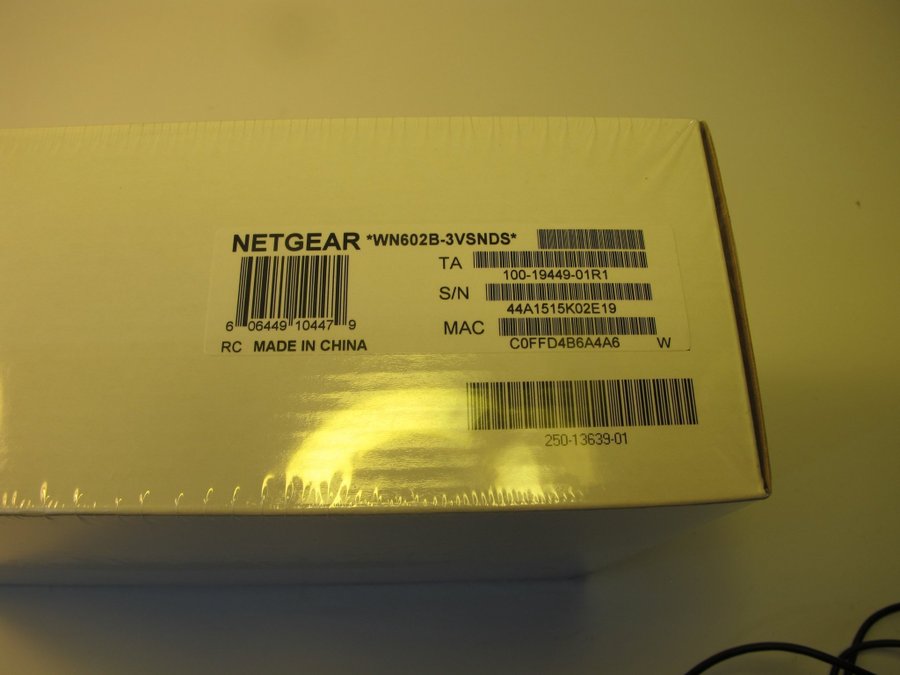 NETGEAR *WN602B-3VSNDS*
TA
100-19449-01R1
S/N
44A1515K02E19
MAC
C0FFD4B6A4A6 W
6 06449 10447 9
RC MADE IN CHINA
250-13639-01